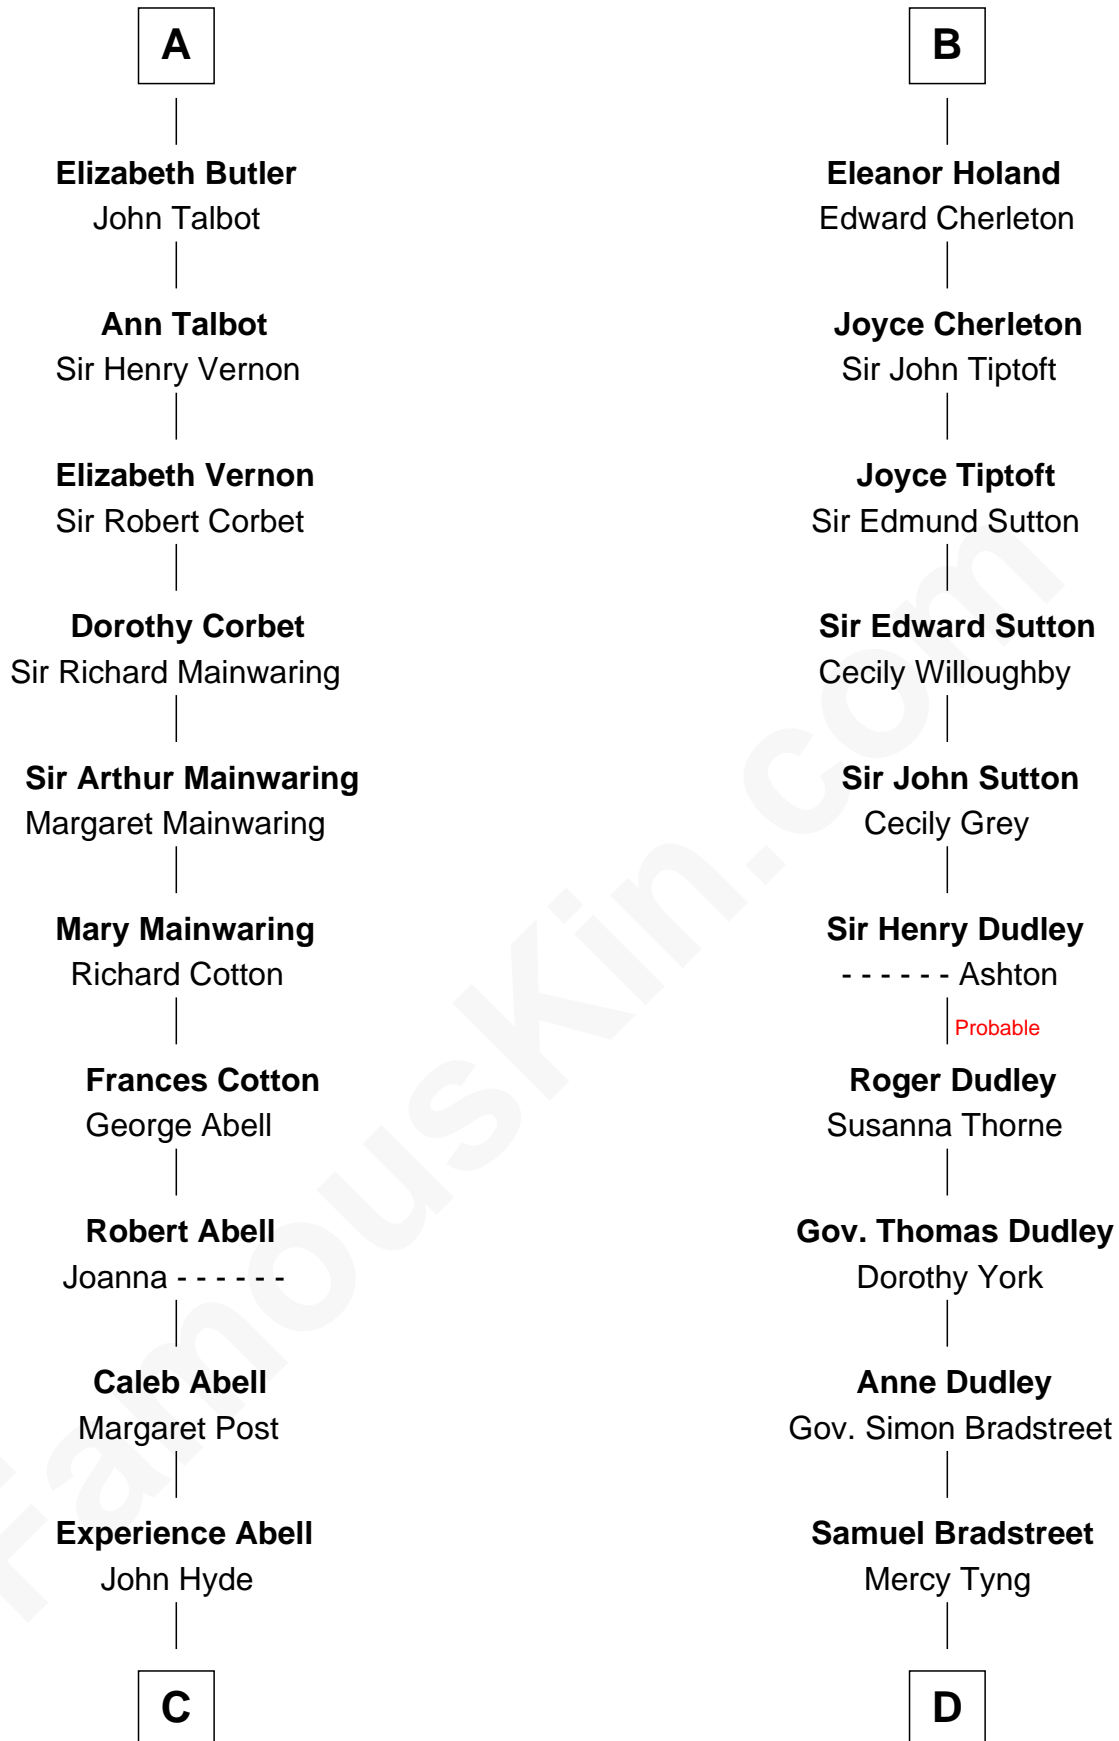 A
Elizabeth Butler
John Talbot
Ann Talbot
Sir Henry Vernon
Elizabeth Vernon
Sir Robert Corbet
Dorothy Corbet
Sir Richard Mainwaring
Sir Arthur Mainwaring
Margaret Mainwaring
Mary Mainwaring
Richard Cotton
Frances Cotton
George Abell
Robert Abell
Joanna - - - - - -
Caleb Abell
Margaret Post
Experience Abell
John Hyde
C
B
Eleanor Holand
Edward Cherleton
Joyce Cherleton
Sir John Tiptoft
Joyce Tiptoft
Sir Edmund Sutton
Sir Edward Sutton
Cecily Willoughby
Sir John Sutton
Cecily Grey
Sir Henry Dudley
- - - - - - Ashton
Probable
Roger Dudley
Susanna Thorne
Gov. Thomas Dudley
Dorothy York
Anne Dudley
Gov. Simon Bradstreet
Samuel Bradstreet
Mercy Tyng
D
FamousKin.com